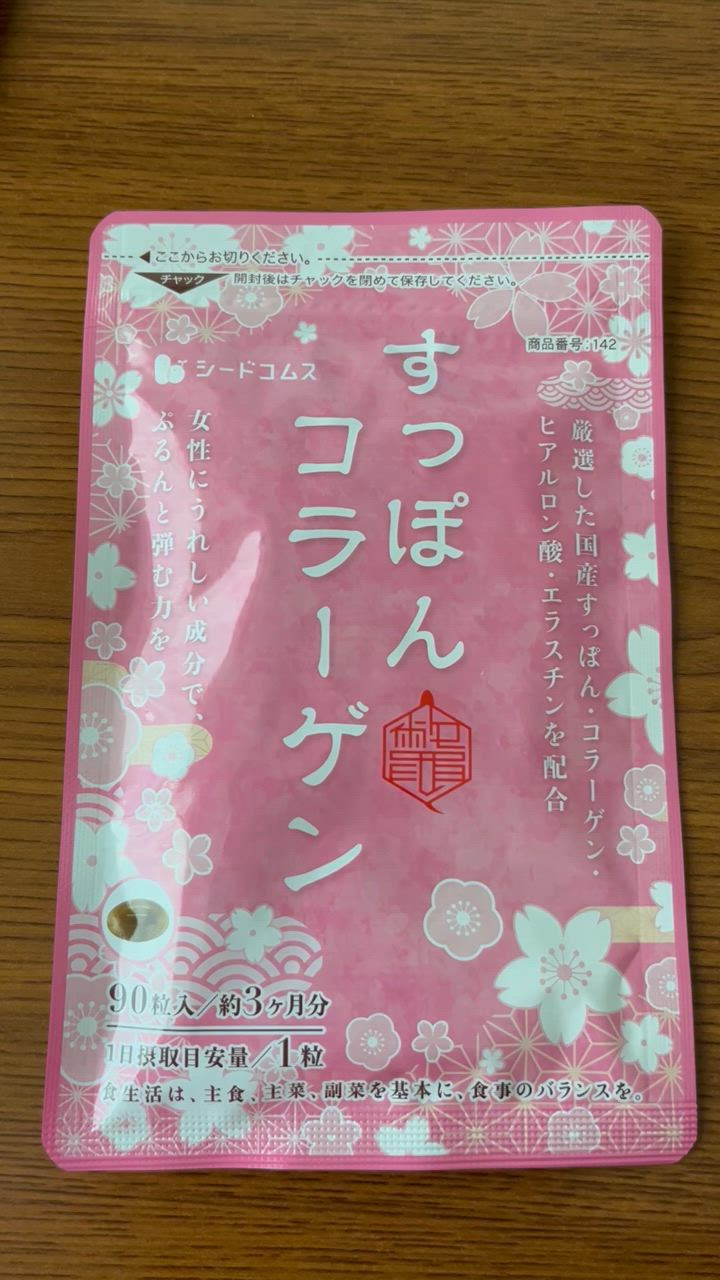 ここからお切りください。
チャック
開封後はチャックを閉めて保存してください。
商品番号:142
シードコムス
すっぽん
コラーゲン
厳選した国産すっぽん・コラーゲン・
ヒアルロン酸・エラスチンを配合
女性にうれしい成分で、
ぷるんと弾む力を
90粒入/約3ヶ月分
1日摂取目安量/1粒
食生活は、主食、主菜、副菜を基本に、食事のバランスを。